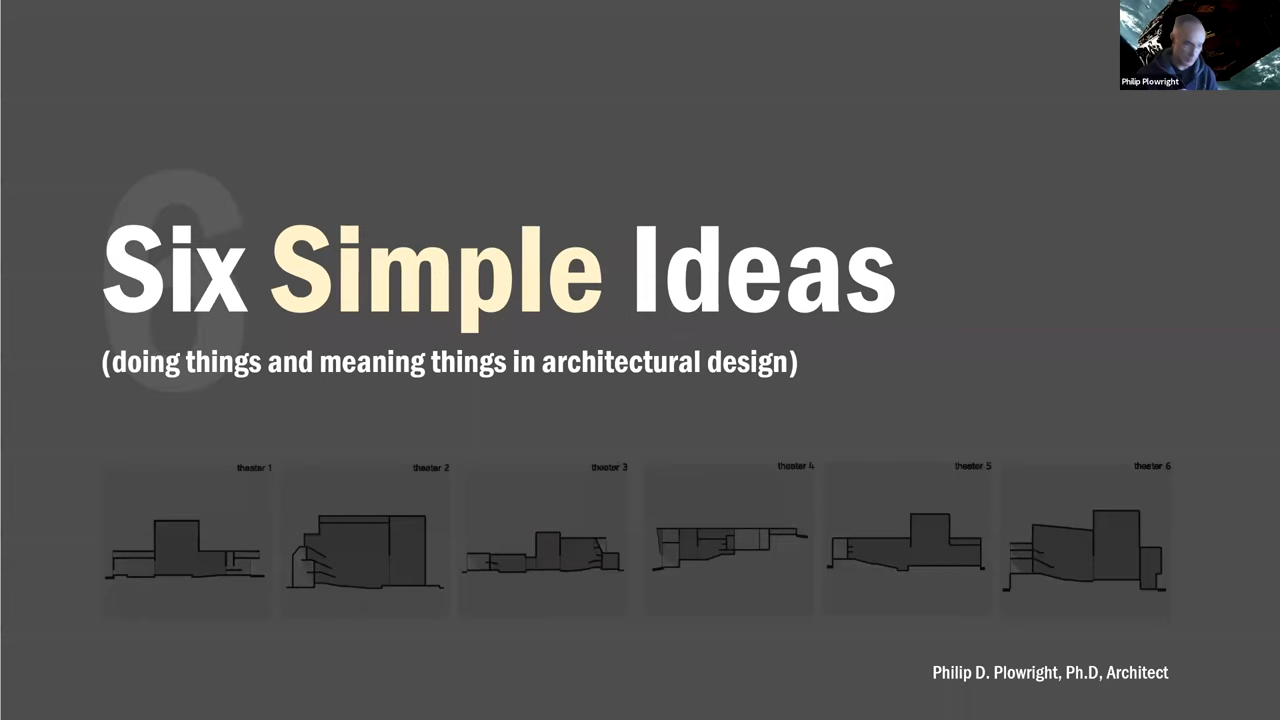 Philip Plowright
6
Six Simple Ideas
(doing things and meaning things in architectural design)
theater 1
theater 2
theater 3
theater 4
theater 5
theater 6
Philip D. Plowright, Ph.D, Architect